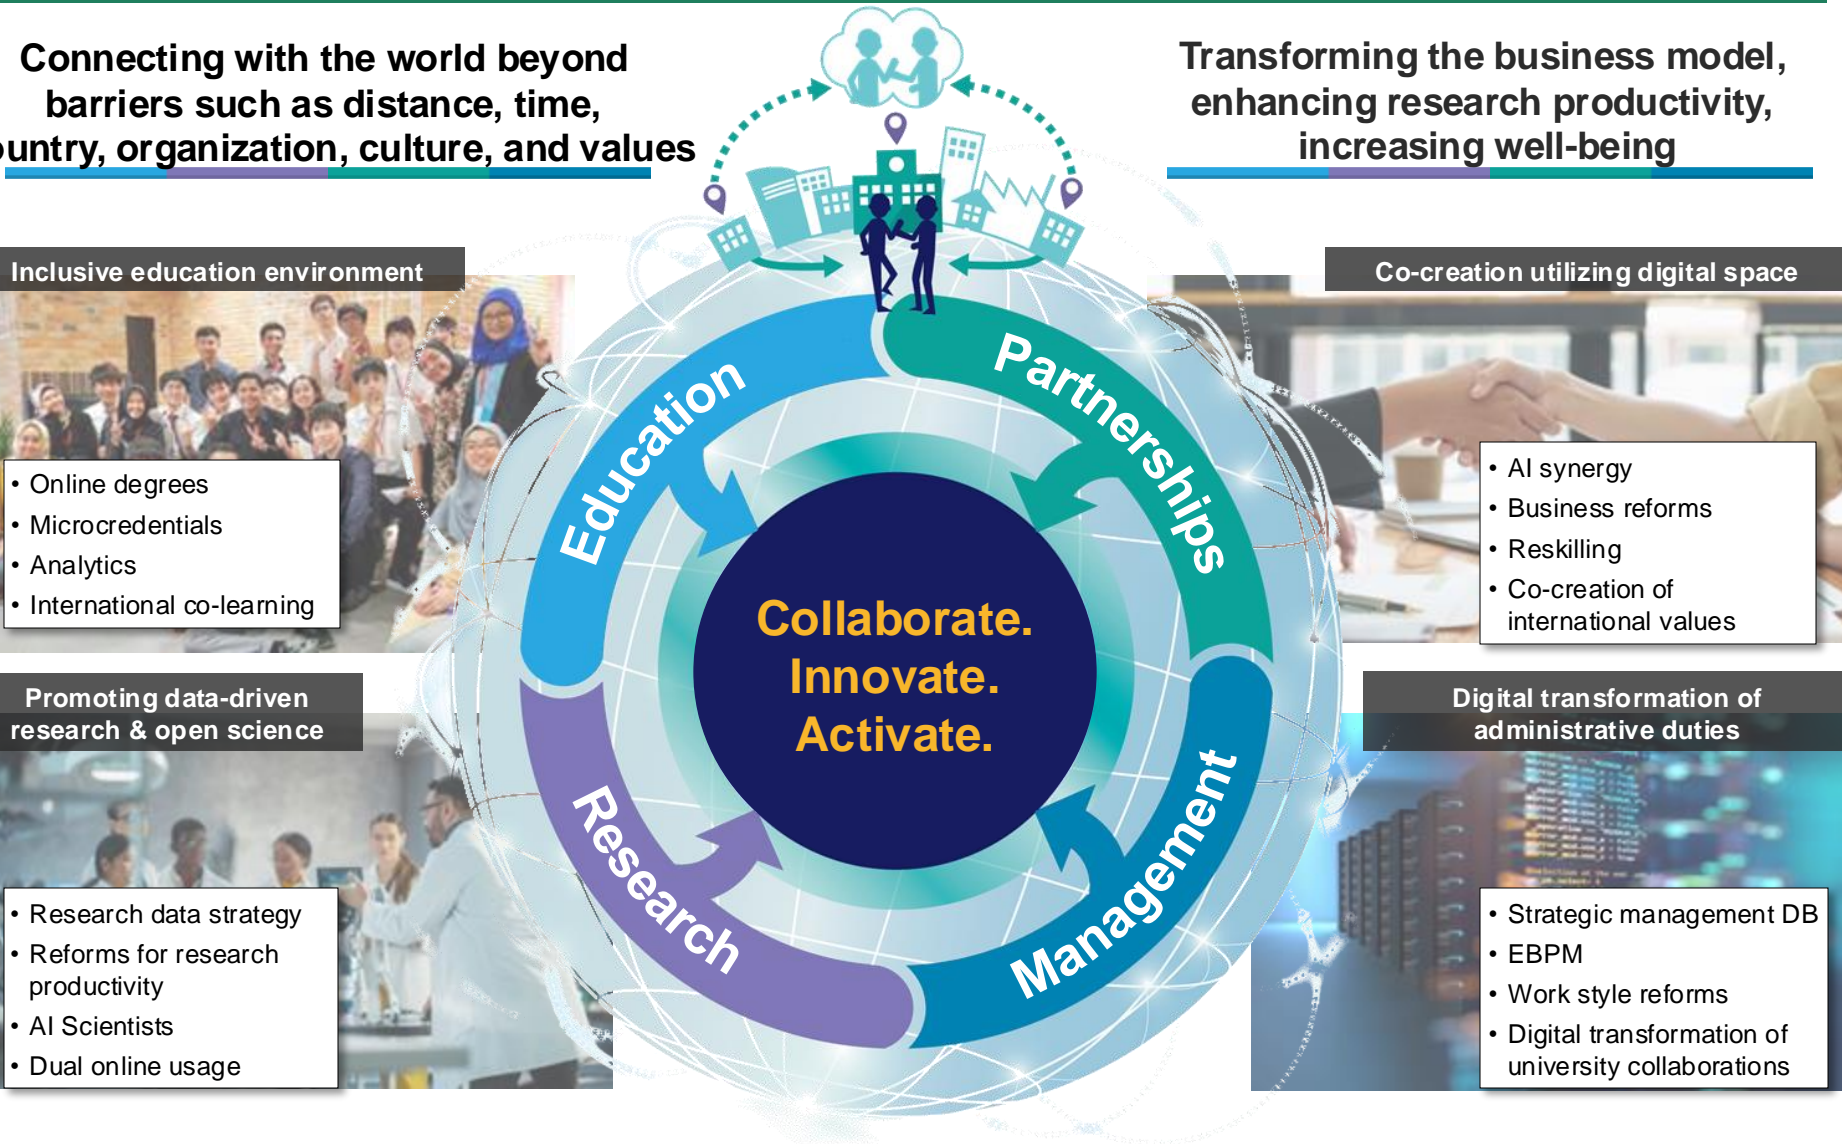 Connecting with the world beyond
barriers such as distance, time,
ountry, organization, culture, and values
Transforming the business model,
enhancing research productivity,
increasing well-being
Inclusive education environment
• Online degrees
• Microcredentials
• Analytics
• International co-learning
Co-creation utilizing digital space
• AI synergy
• Business reforms
• Reskilling
• Co-creation of
international values
Education
Partnerships
Collaborate.
Innovate.
Activate.
Research
Management
Promoting data-driven
research & open science
• Research data strategy
• Reforms for research
productivity
• AI Scientists
• Dual online usage
Digital transformation of
administrative duties
• Strategic management DB
• EBPM
• Work style reforms
• Digital transformation of
university collaborations